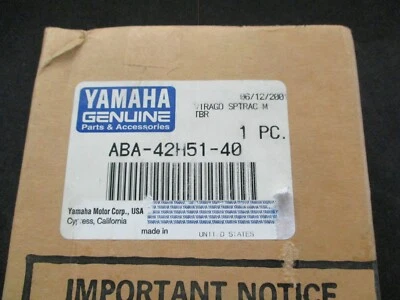 06/12/200
YAMAHA
GENUINE
Parts & Accessories
VIRAGO SPTRAC M
TBR
1 PC.
ABA-42H51-40
Yamaha Motor Corp., USA
Cypress, California
made in
UNITED STATES
IMPORTANT NOTICE